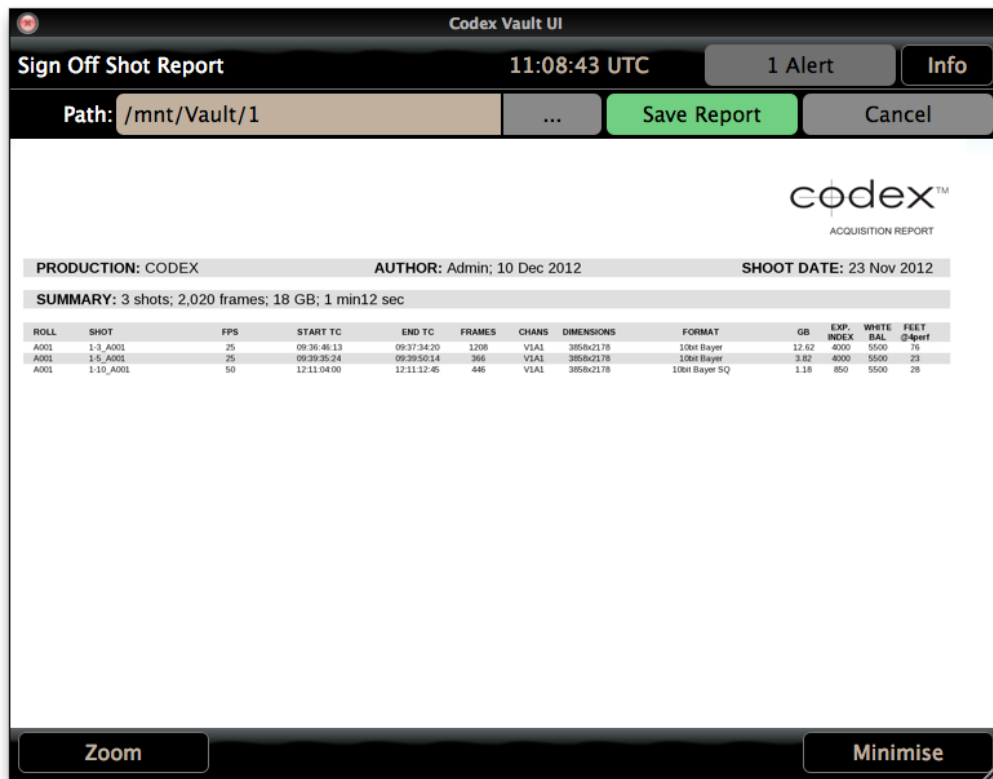 Codex Vault UI
Sign Off Shot Report 11:08:43 UTC 1 Alert Info
Path: /mnt/Vault/1 ... Save Report Cancel
codex™
ACQUISITION REPORT
PRODUCTION: CODEX AUTHOR: Admin; 10 Dec 2012 SHOOT DATE: 23 Nov 2012
SUMMARY: 3 shots; 2,020 frames; 18 GB; 1 min12 sec
ROLL SHOT FPS START TC END TC FRAMES CHANS DIMENSIONS FORMAT GB EXP. INDEX WHITE BAL FEET @4perf
A001 1-3_A001 25 09:36:46:13 09:37:34:20 1208 V1A1 3858x2178 10bit Bayer 12.62 4000 5500 76
A001 1-5_A001 25 09:39:35:24 09:39:50:14 366 V1A1 3858x2178 10bit Bayer 3.82 4000 5500 23
A001 1-10_A001 50 12:11:04:00 12:11:12:45 446 V1A1 3858x2178 10bit Bayer SQ 1.18 850 5500 28
Zoom Minimise